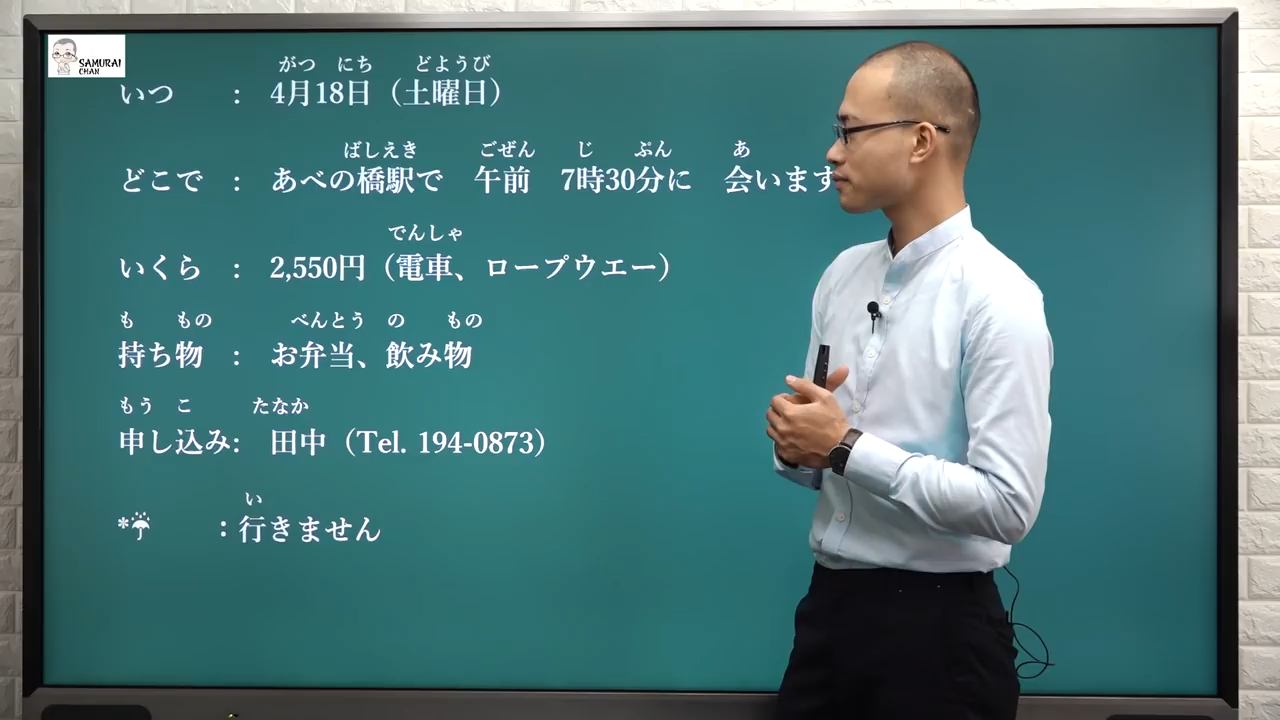 SAMURAI
CHAN
がつ にち どようび
いつ : 4月18日（土曜日）
ばしえき ごぜん じ ぷん あ
どこで : あべの橋駅で 午前 7時30分に 会います
でんしゃ
いくら : 2,550円（電車、ロープウエー）
も もの べんとう の もの
持ち物 : お弁当、飲み物
もう こ たなか
申し込み: 田中（Tel. 194-0873）
い
*☔ : 行きません